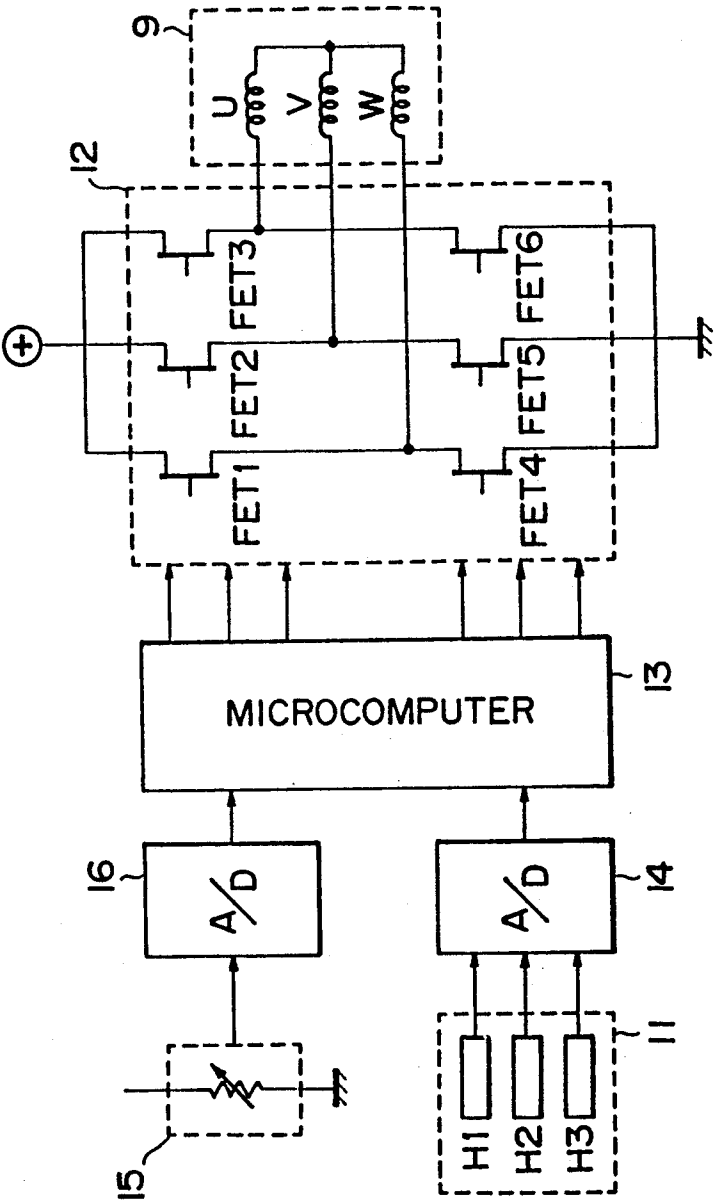 9
U
V
W
12
+
FET3
FET2
FET1
FET6
FET5
FET4
MICROCOMPUTER
13
16
A/D
A/D
14
15
H1
H2
H3
11